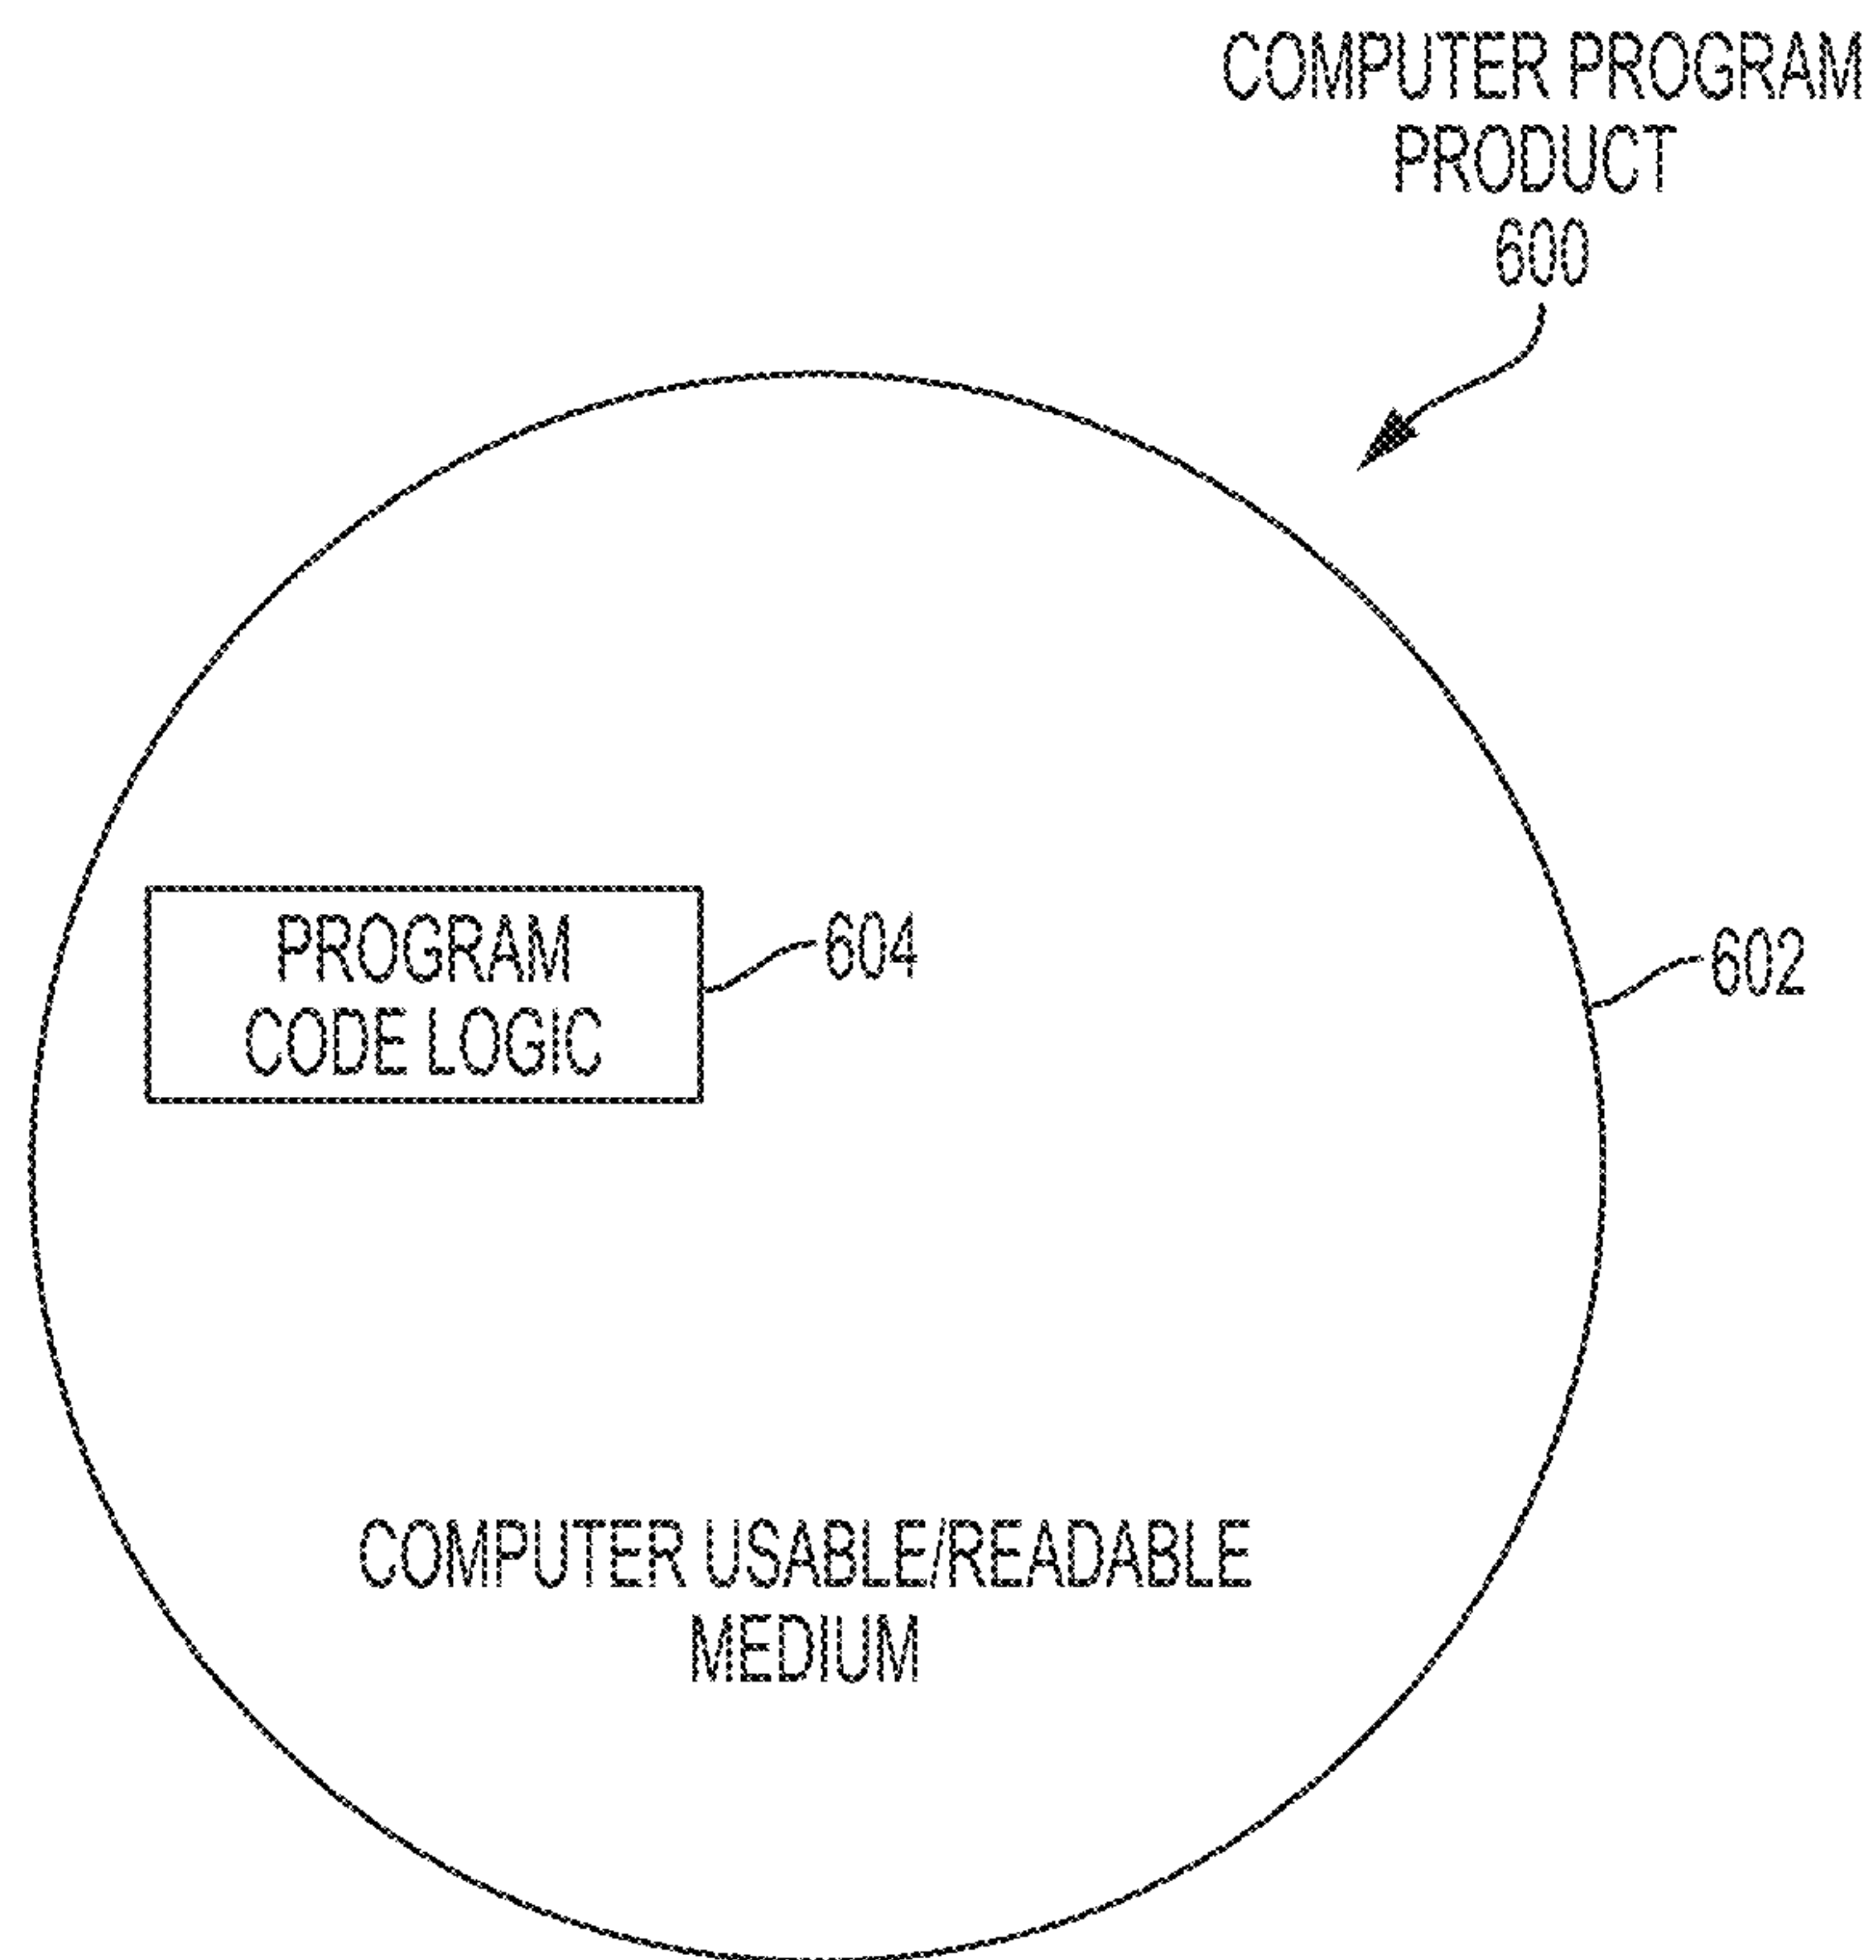 COMPUTER PROGRAM
PRODUCT
600
PROGRAM
CODE LOGIC
604
602
COMPUTER USABLE/READABLE
MEDIUM